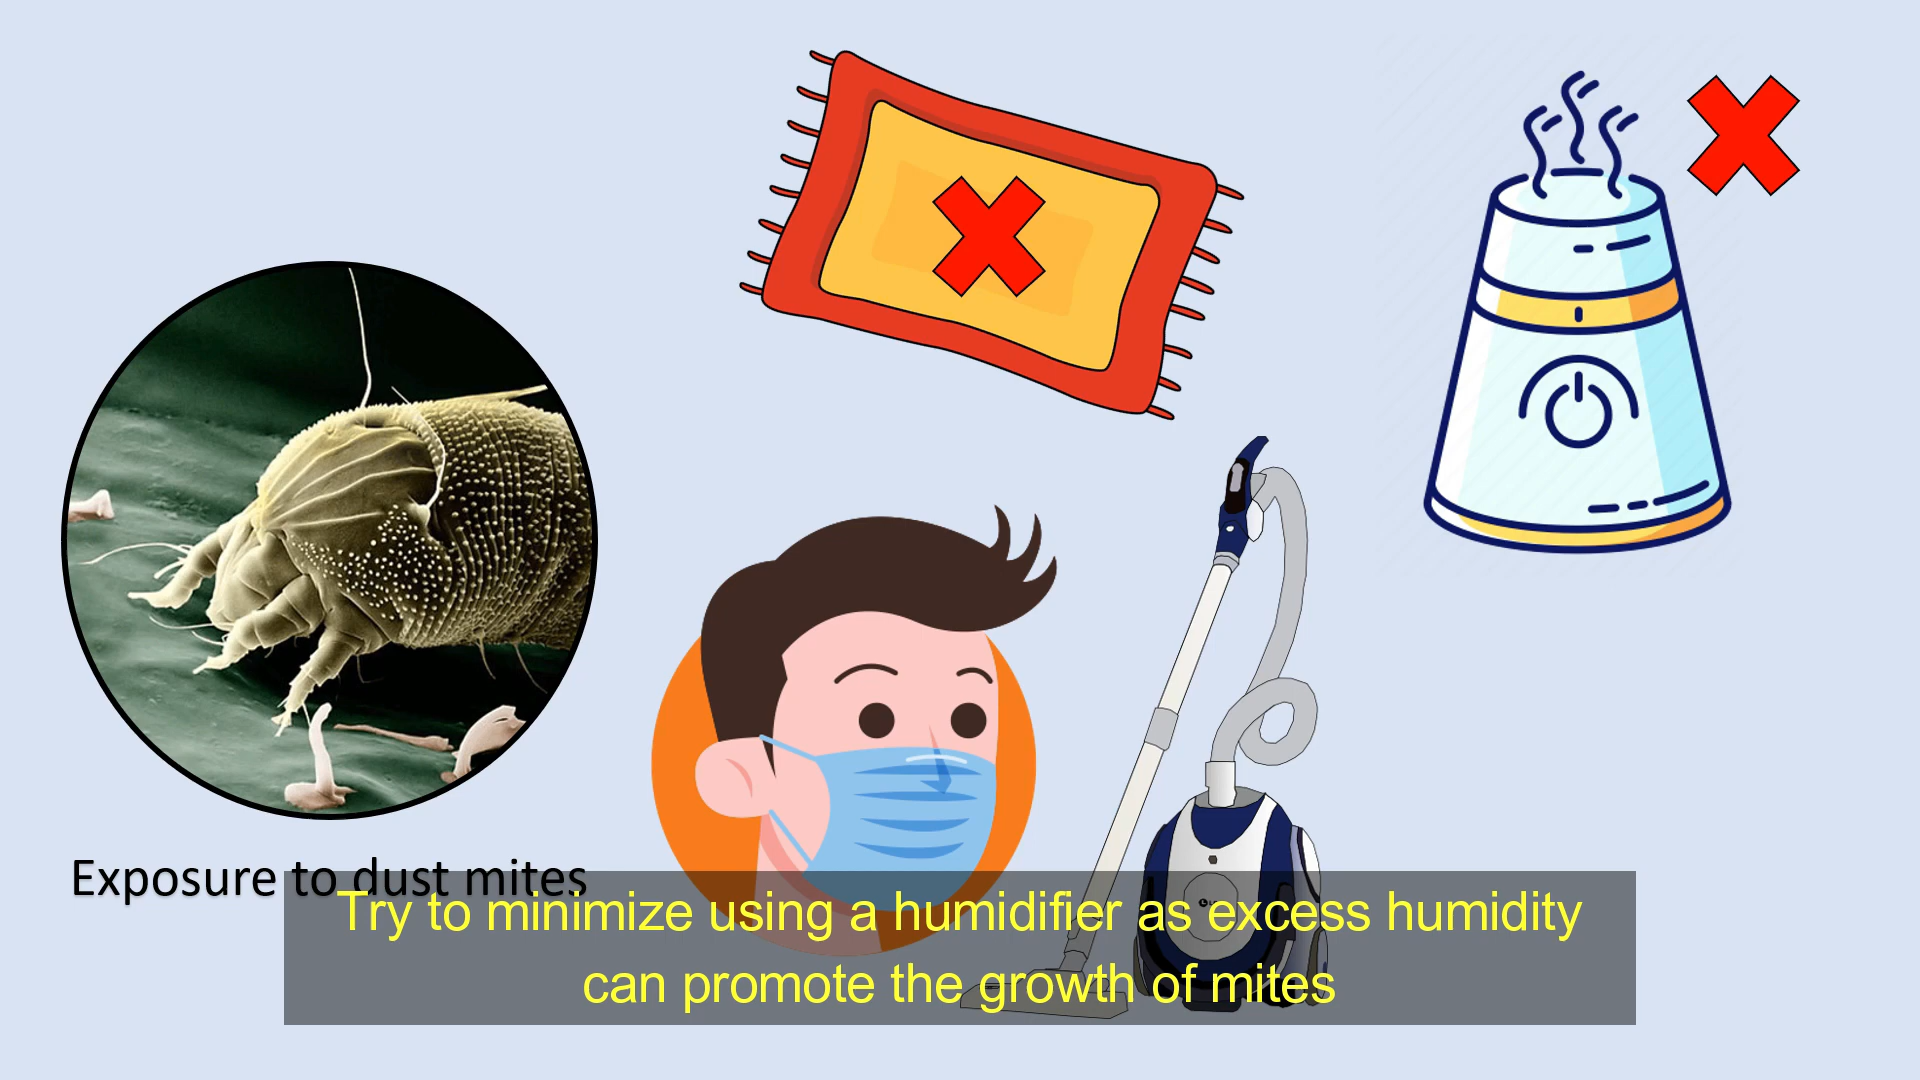 Exposure to dust mites
Try to minimize using a humidifier as excess humidity
can promote the growth of mites